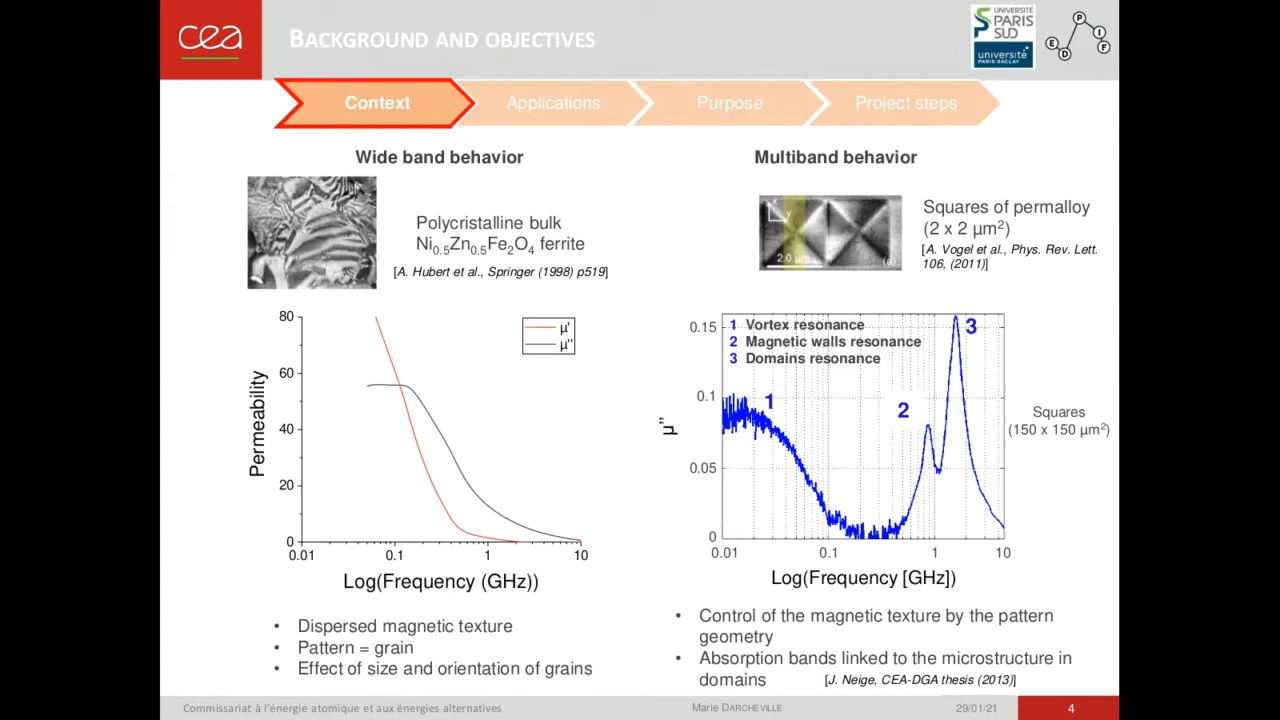 cea
BACKGROUND AND OBJECTIVES
UNIVERSITÉ
PARIS
SUD
université
PARIS-SACLAY
E D P I F
Context
Applications
Purpose
Project steps
Wide band behavior
Polycristalline bulk
Ni0.5Zn0.5Fe2O4 ferrite
[A. Hubert et al., Springer (1998) p519]
80
60
40
20
0
0.01
0.1
1
10
Permeability
Log(Frequency (GHz))
µ'
µ''
• Dispersed magnetic texture
• Pattern = grain
• Effect of size and orientation of grains
Multiband behavior
x
y
2.0 µm
(a)
Squares of permalloy
(2 x 2 µm²)
[A. Vogel et al., Phys. Rev. Lett.
106, (2011)]
1 Vortex resonance
2 Magnetic walls resonance
3 Domains resonance
1
2
3
0.15
0.1
0.05
0
0.01
0.1
1
10
µ’’
Log(Frequency [GHz])
Squares
(150 x 150 µm²)
• Control of the magnetic texture by the pattern
geometry
• Absorption bands linked to the microstructure in
domains [J. Neige, CEA-DGA thesis (2013)]
Commissariat à l'énergie atomique et aux énergies alternatives
Marie DARCHEVILLE
29/01/21
4